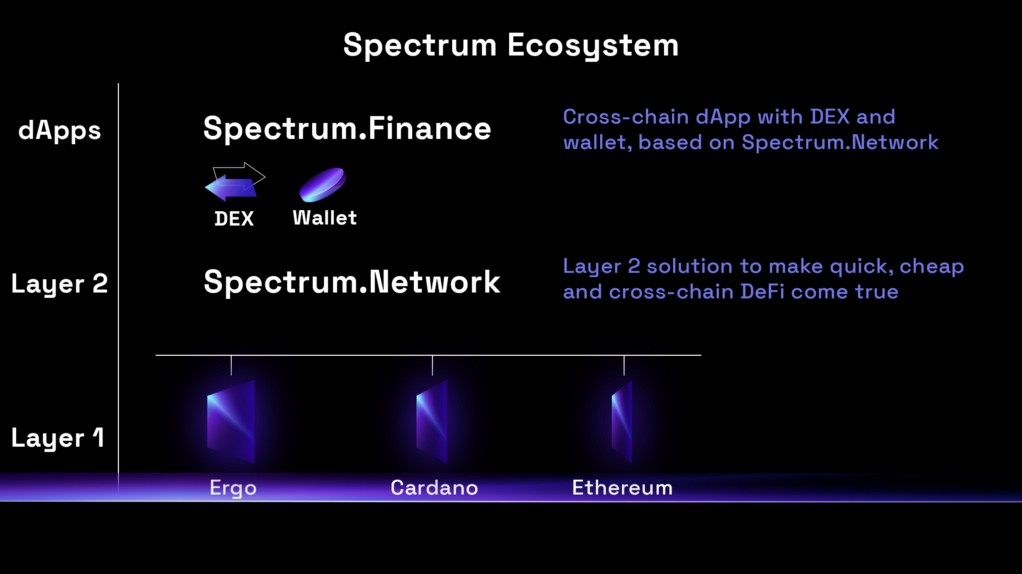 Spectrum Ecosystem
dApps
Spectrum.Finance
Cross-chain dApp with DEX and
wallet, based on Spectrum.Network
DEX
Wallet
Layer 2
Spectrum.Network
Layer 2 solution to make quick, cheap
and cross-chain DeFi come true
Layer 1
Ergo
Cardano
Ethereum